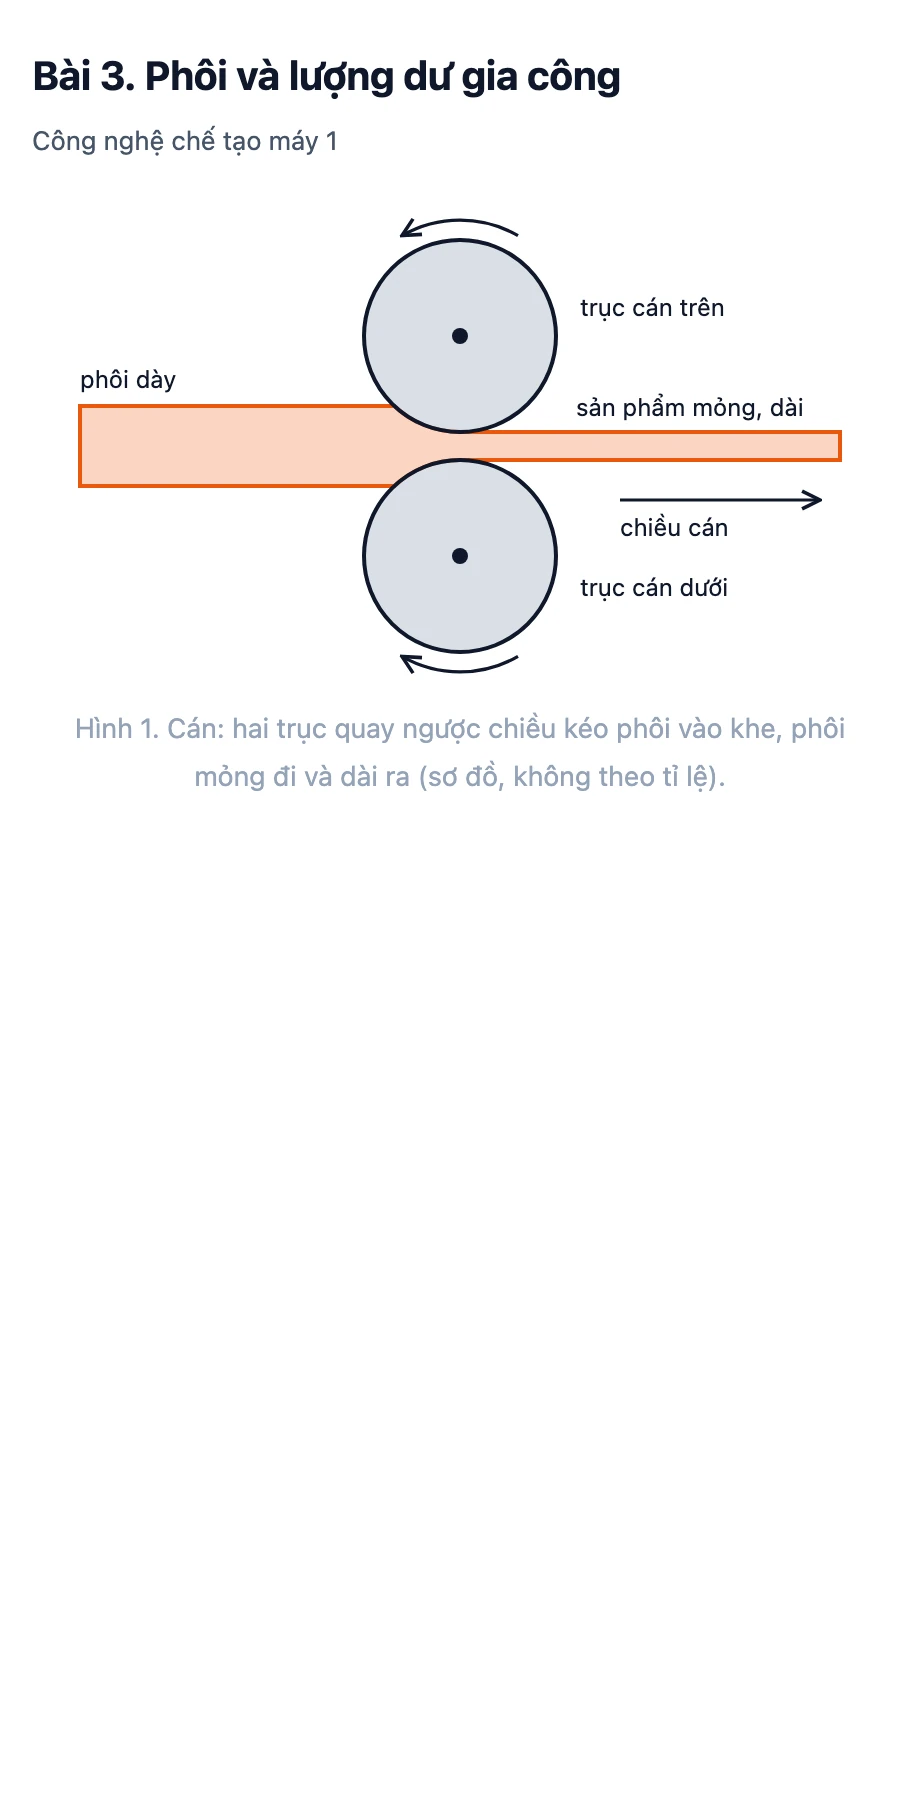 Bài 3. Phôi và lượng dư gia công
Công nghệ chế tạo máy 1
trục cán trên
phôi dày
sản phẩm mỏng, dài
chiều cán
trục cán dưới
Hình 1. Cán: hai trục quay ngược chiều kéo phôi vào khe, phôi
mỏng đi và dài ra (sơ đồ, không theo tỉ lệ).